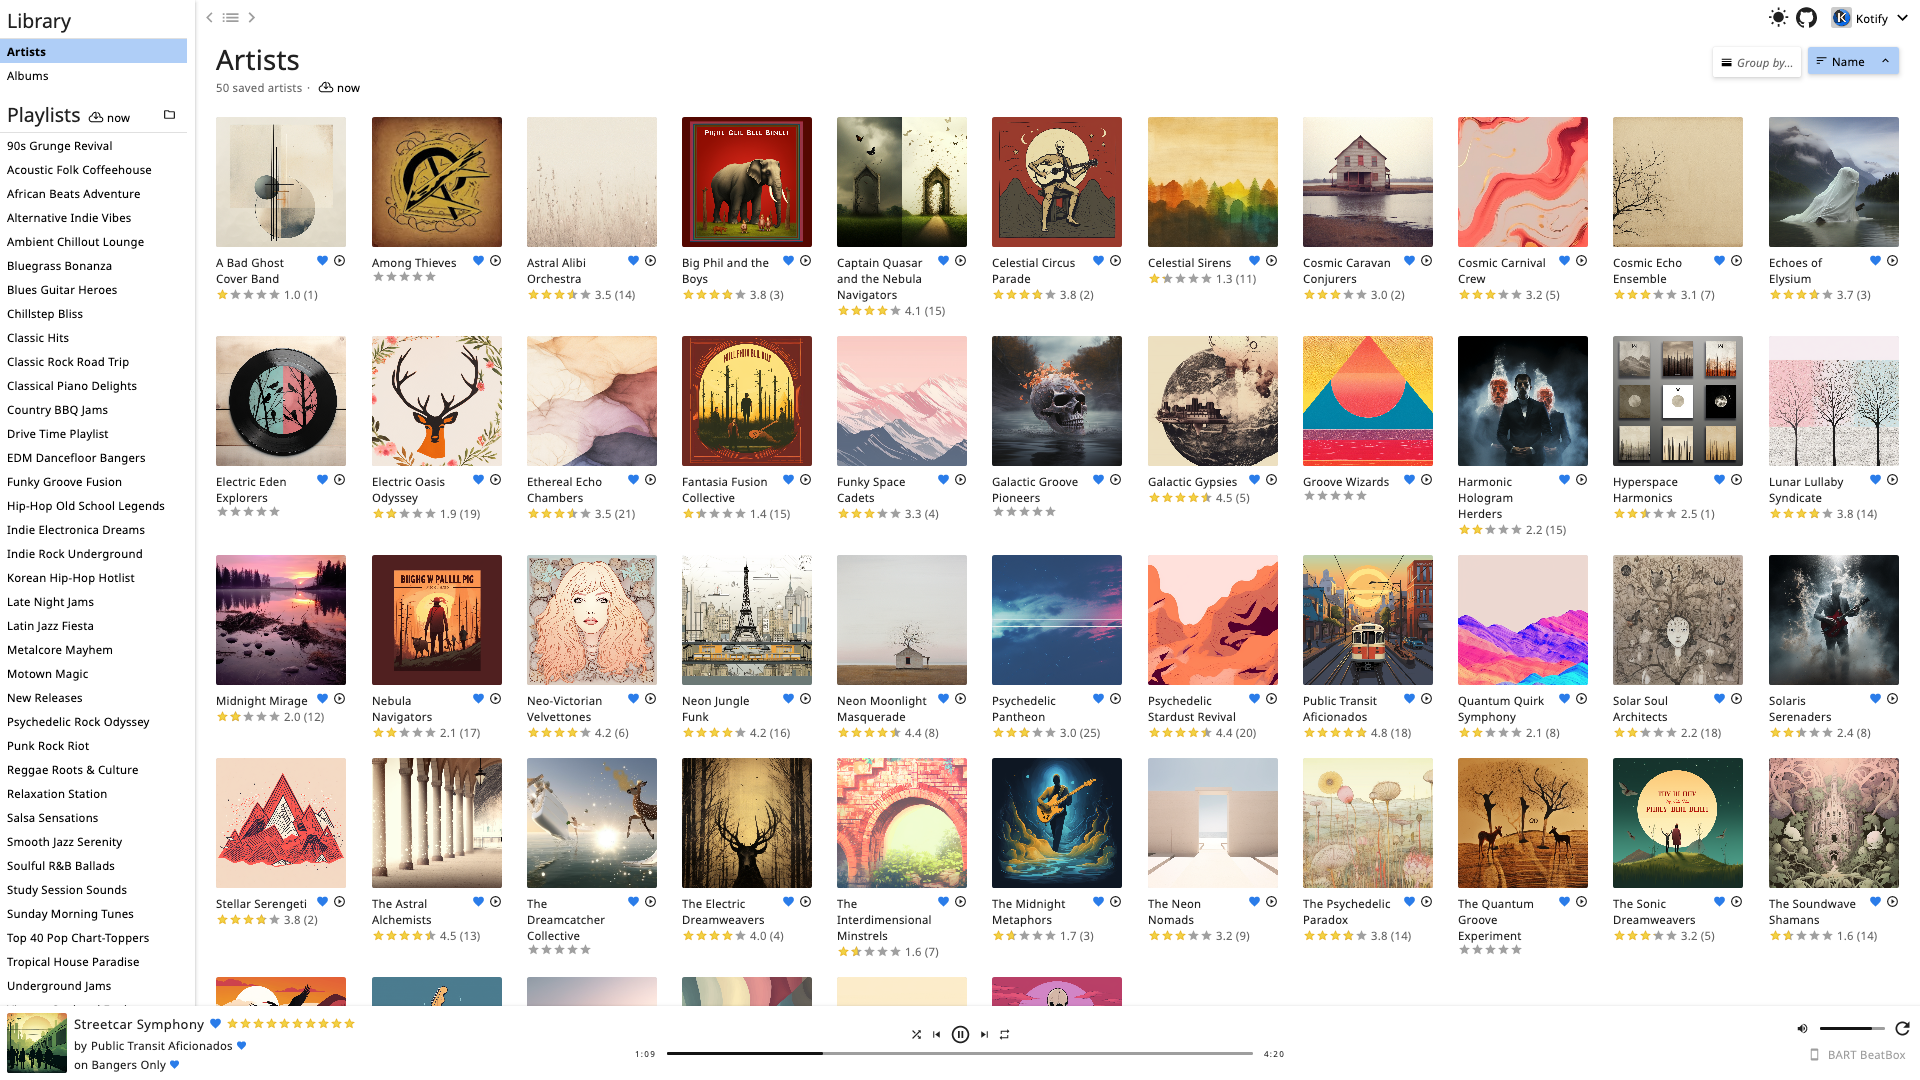 Library
Artists
Albums
Playlists now
90s Grunge Revival
Acoustic Folk Coffeehouse
African Beats Adventure
Alternative Indie Vibes
Ambient Chillout Lounge
Bluegrass Bonanza
Blues Guitar Heroes
Chillstep Bliss
Classic Hits
Classic Rock Road Trip
Classical Piano Delights
Country BBQ Jams
Drive Time Playlist
EDM Dancefloor Bangers
Funky Groove Fusion
Hip-Hop Old School Legends
Indie Electronica Dreams
Indie Rock Underground
Korean Hip-Hop Hotlist
Late Night Jams
Latin Jazz Fiesta
Metalcore Mayhem
Motown Magic
New Releases
Psychedelic Rock Odyssey
Punk Rock Riot
Reggae Roots & Culture
Relaxation Station
Salsa Sensations
Smooth Jazz Serenity
Soulful R&B Ballads
Study Session Sounds
Sunday Morning Tunes
Top 40 Pop Chart-Toppers
Tropical House Paradise
Underground Jams
Kotify
Artists
50 saved artists · now
Group by...
Name
A Bad Ghost
Cover Band
1.0 (1)
Among Thieves
Astral Alibi
Orchestra
3.5 (14)
Big Phil and the
Boys
3.8 (3)
Captain Quasar
and the Nebula
Navigators
4.1 (15)
Celestial Circus
Parade
3.8 (2)
Celestial Sirens
1.3 (11)
Cosmic Caravan
Conjurers
3.0 (2)
Cosmic Carnival
Crew
3.2 (5)
Cosmic Echo
Ensemble
3.1 (7)
Echoes of
Elysium
3.7 (3)
Electric Eden
Explorers
Electric Oasis
Odyssey
1.9 (19)
Ethereal Echo
Chambers
3.5 (21)
Fantasia Fusion
Collective
1.4 (15)
Funky Space
Cadets
3.3 (4)
Galactic Groove
Pioneers
Galactic Gypsies
4.5 (5)
Groove Wizards
Harmonic
Hologram
Herders
2.2 (15)
Hyperspace
Harmonics
2.5 (1)
Lunar Lullaby
Syndicate
3.8 (14)
Midnight Mirage
2.0 (12)
Nebula
Navigators
2.1 (17)
Neo-Victorian
Velvettones
4.2 (6)
Neon Jungle
Funk
4.2 (16)
Neon Moonlight
Masquerade
4.4 (8)
Psychedelic
Pantheon
3.0 (25)
Psychedelic
Stardust Revival
4.4 (20)
Public Transit
Aficionados
4.8 (18)
Quantum Quirk
Symphony
2.1 (8)
Solar Soul
Architects
2.2 (18)
Solaris
Serenaders
2.4 (8)
Stellar Serengeti
3.8 (2)
The Astral
Alchemists
4.5 (13)
The
Dreamcatcher
Collective
The Electric
Dreamweavers
4.0 (4)
The
Interdimensional
Minstrels
1.6 (7)
The Midnight
Metaphors
1.7 (3)
The Neon
Nomads
3.2 (9)
The Psychedelic
Paradox
3.8 (14)
The Quantum
Groove
Experiment
The Sonic
Dreamweavers
3.2 (5)
The Soundwave
Shamans
1.6 (14)
Streetcar Symphony
by Public Transit Aficionados
on Bangers Only
1:09
4:20
BART BeatBox